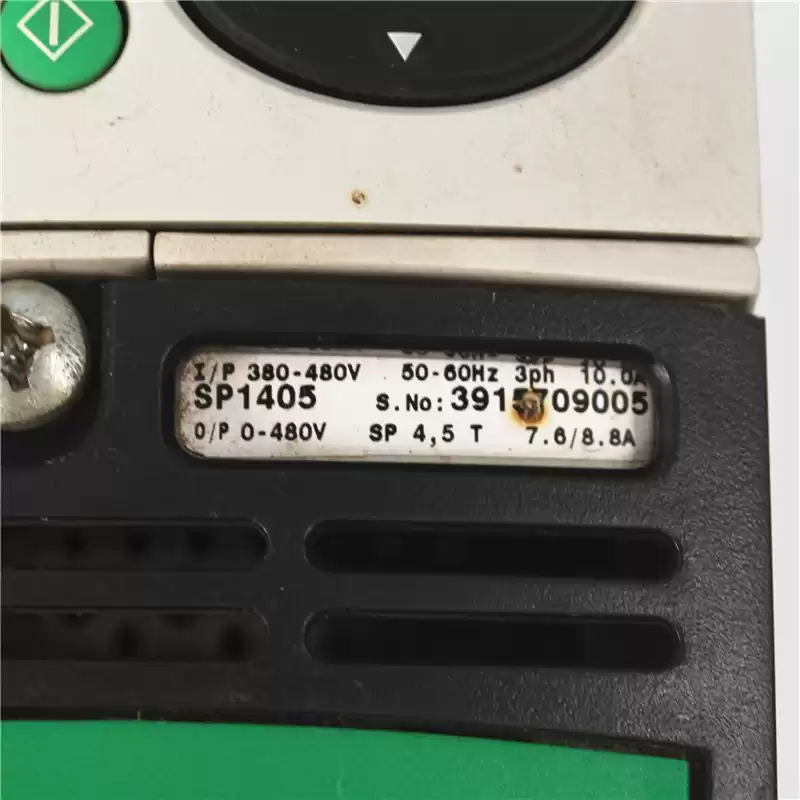 I/P 380-480V 50-60Hz 3ph 10.0A
SP1405 S.No:
O/P 0-480V SP 4,5 T 7.6/8.8A